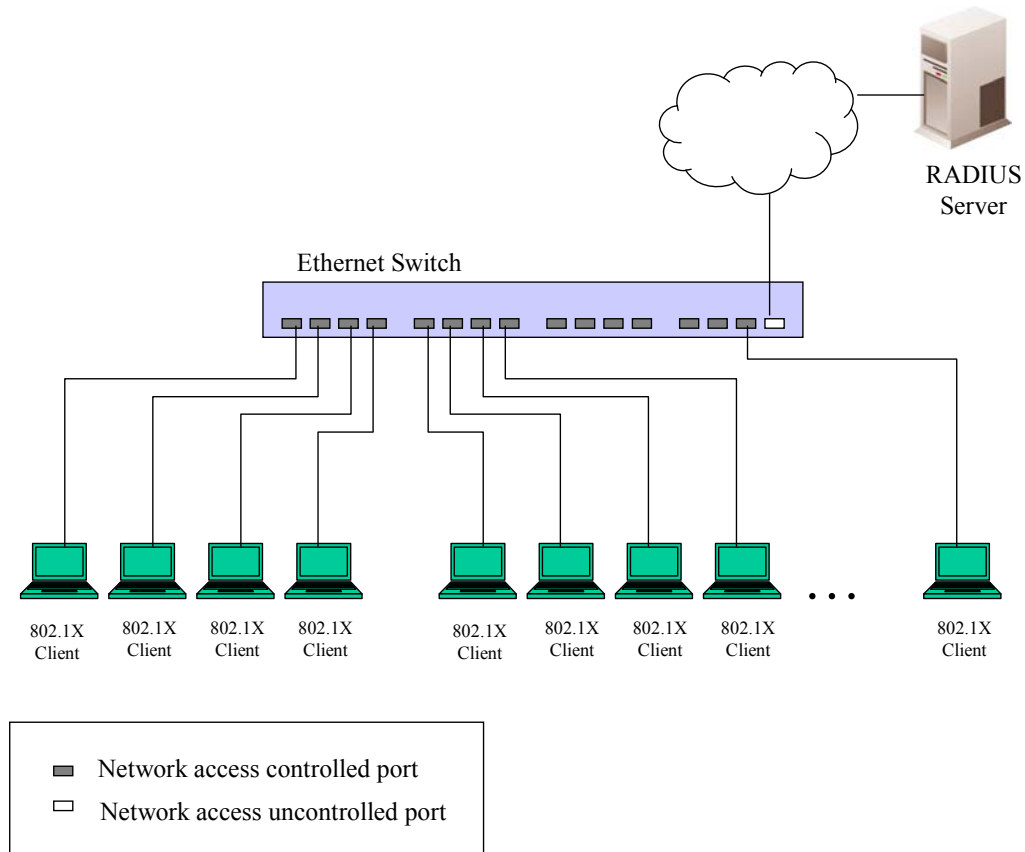 RADIUS
Server
Ethernet Switch
802.1X
Client
802.1X
Client
802.1X
Client
802.1X
Client
802.1X
Client
802.1X
Client
802.1X
Client
802.1X
Client
. . .
802.1X
Client
Network access controlled port
Network access uncontrolled port